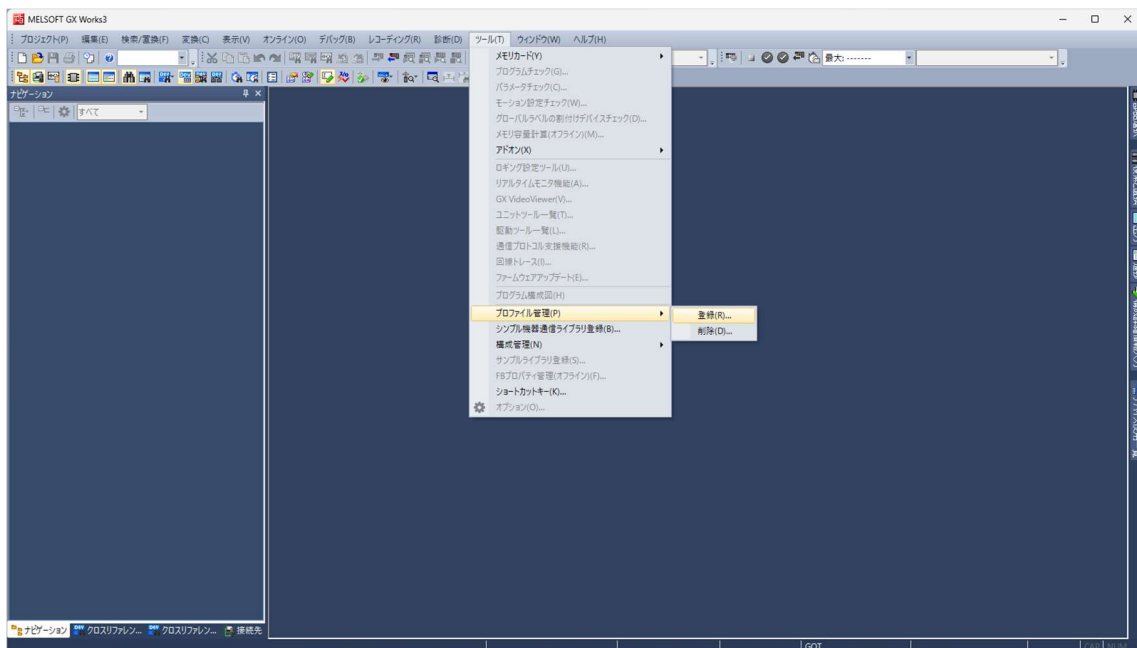 MELSOFT GX Works3
プロジェクト(P) 編集(E) 検索/置換(F) 変換(C) 表示(V) オンライン(O) デバッグ(B) レコーディング(R) 診断(D) ツール(T) ウィンドウ(W) ヘルプ(H)
最大: -------
ナビゲーション
すべて
メモリカード(Y)
プログラムチェック(G)...
パラメータチェック(C)...
モーション設定チェック(W)...
グローバルラベルの割付けデバイスチェック(D)...
メモリ容量計算(オフライン)(M)...
アドオン(X)
ロギング設定ツール(U)...
リアルタイムモニタ機能(A)...
GX VideoViewer(V)...
ユニットツール一覧(T)...
駆動ツール一覧(L)...
通信プロトコル支援機能(R)...
回線トレース(I)...
ファームウェアアップデート(E)...
プログラム構成図(H)
プロファイル管理(P)
登録(R)...
シンプル機器通信ライブラリ登録(B)...
削除(D)...
構成管理(N)
サンプルライブラリ登録(S)...
FBプロパティ管理(オフライン)(F)...
ショートカットキー(K)...
オプション(O)...
ナビゲーション クロスリファレン... クロスリファレン... 接続先
GOT CAP NUM